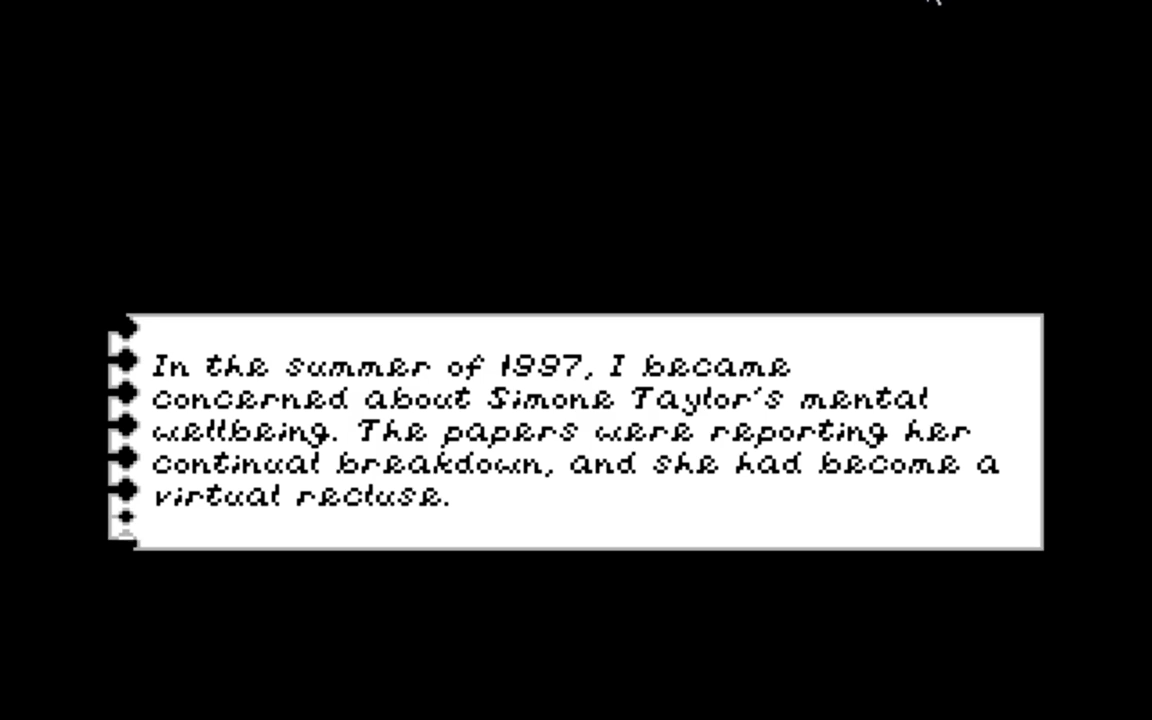 In the summer of 1997, I became
concerned about Simone Taylor's mental
wellbeing. The papers were reporting her
continual breakdown, and she had become a
virtual recluse.